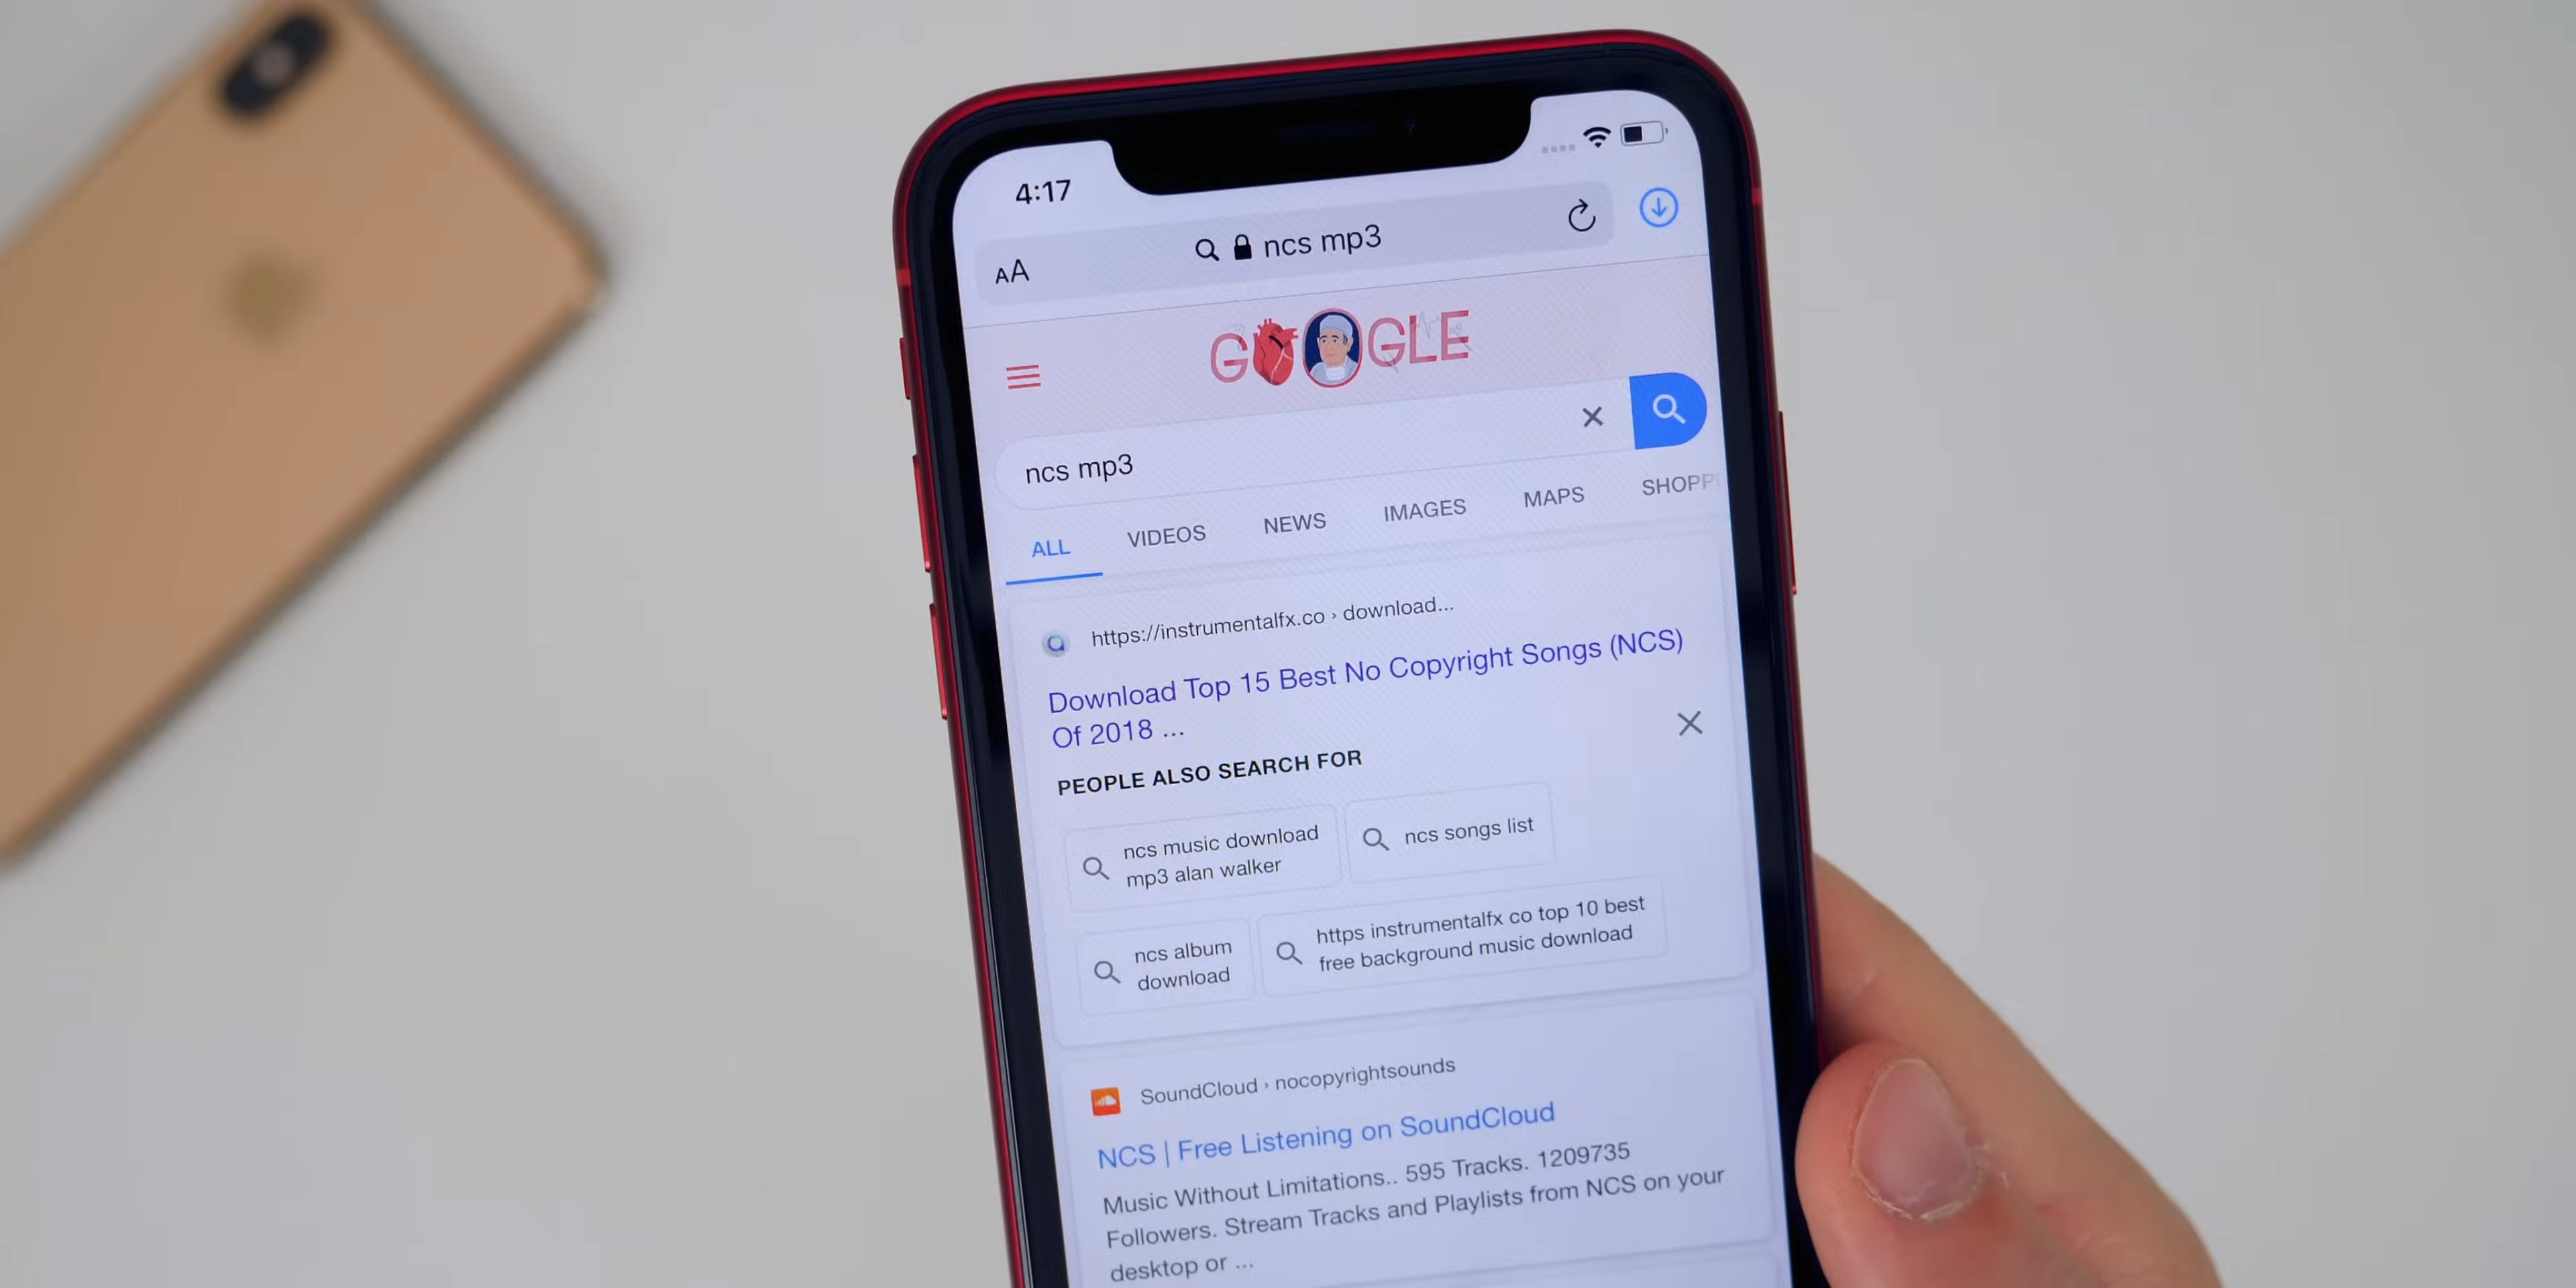 4:17
AA
ncs mp3
GOOGLE
ncs mp3
ALL VIDEOS NEWS IMAGES MAPS SHOPP
https://instrumentalfx.co › download...
Download Top 15 Best No Copyright Songs (NCS)
Of 2018 ...
PEOPLE ALSO SEARCH FOR
ncs music download
mp3 alan walker
ncs songs list
ncs album
download
https instrumentalfx co top 10 best
free background music download
SoundCloud › nocopyrightsounds
NCS | Free Listening on SoundCloud
Music Without Limitations.. 595 Tracks. 1209735
Followers. Stream Tracks and Playlists from NCS on your
desktop or ...